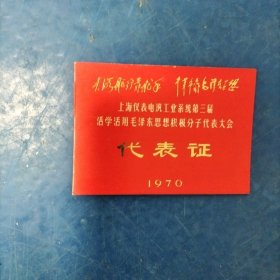 大海航行靠舵手 干革命靠毛泽东思想
上海仪表电讯工业系统第三届
活学活用毛泽东思想积极分子代表大会
代表证
1970